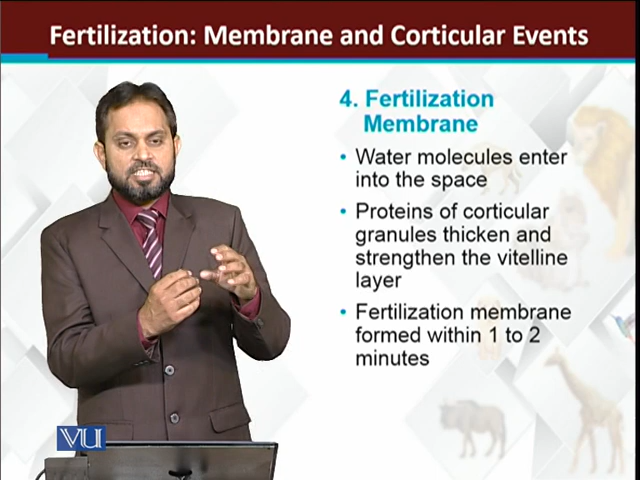 Fertilization: Membrane and Corticular Events
4. Fertilization
Membrane
• Water molecules enter
into the space
• Proteins of corticular
granules thicken and
strengthen the vitelline
layer
• Fertilization membrane
formed within 1 to 2
minutes
VU